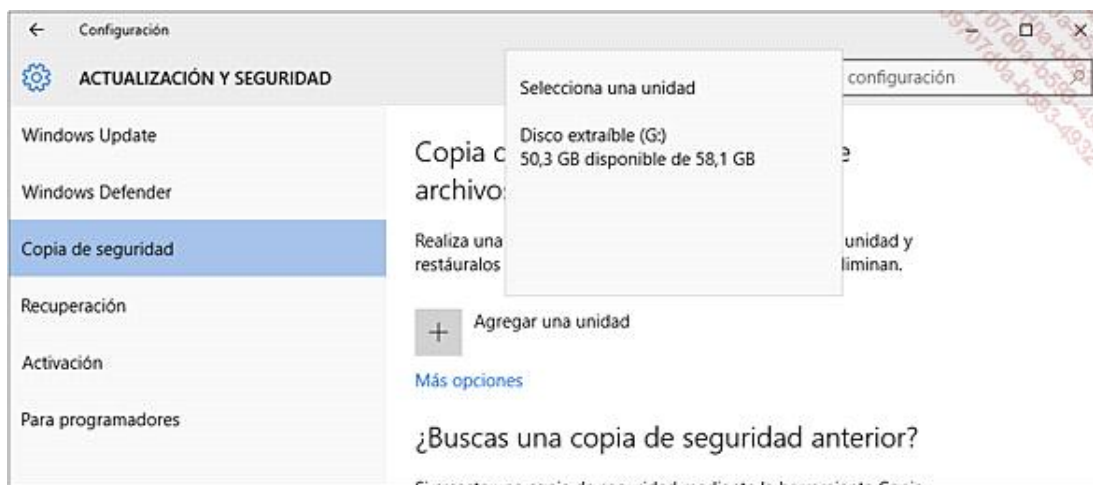 Configuración
ACTUALIZACIÓN Y SEGURIDAD
configuración
Windows Update
Windows Defender
Copia de seguridad
Recuperación
Activación
Para programadores
Selecciona una unidad
Disco extraíble (G:)
50,3 GB disponible de 58,1 GB
Copia
archivo
Realiza una unidad y
restáuralos
Agregar una unidad
Más opciones
¿Buscas una copia de seguridad anterior?